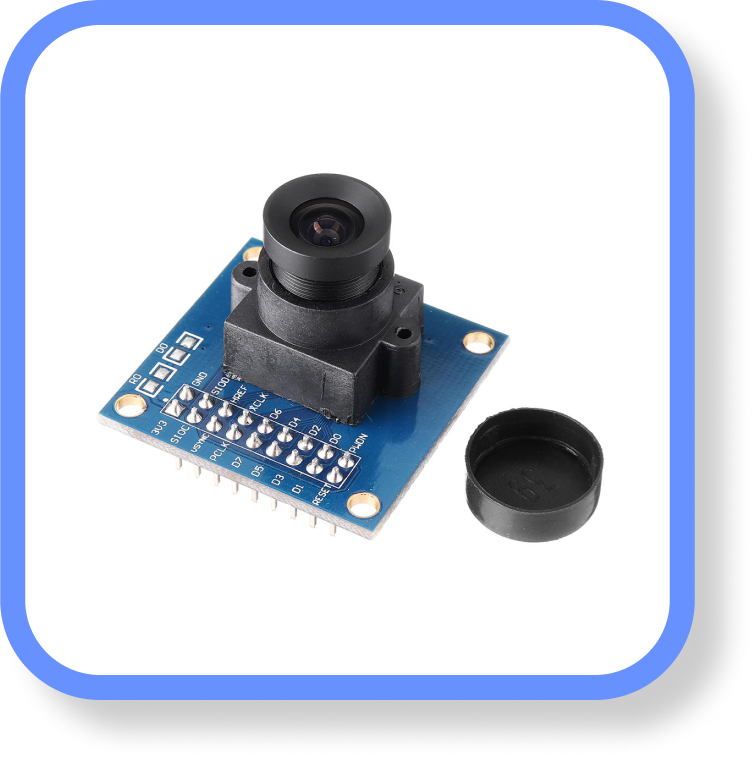 D0
R0
GND
SIOD
HREF
XCLK
D6
D4
D2
D0
PWDN
3V3
SIOC
VSYNC
PCLK
D7
D5
D3
D1
RESET